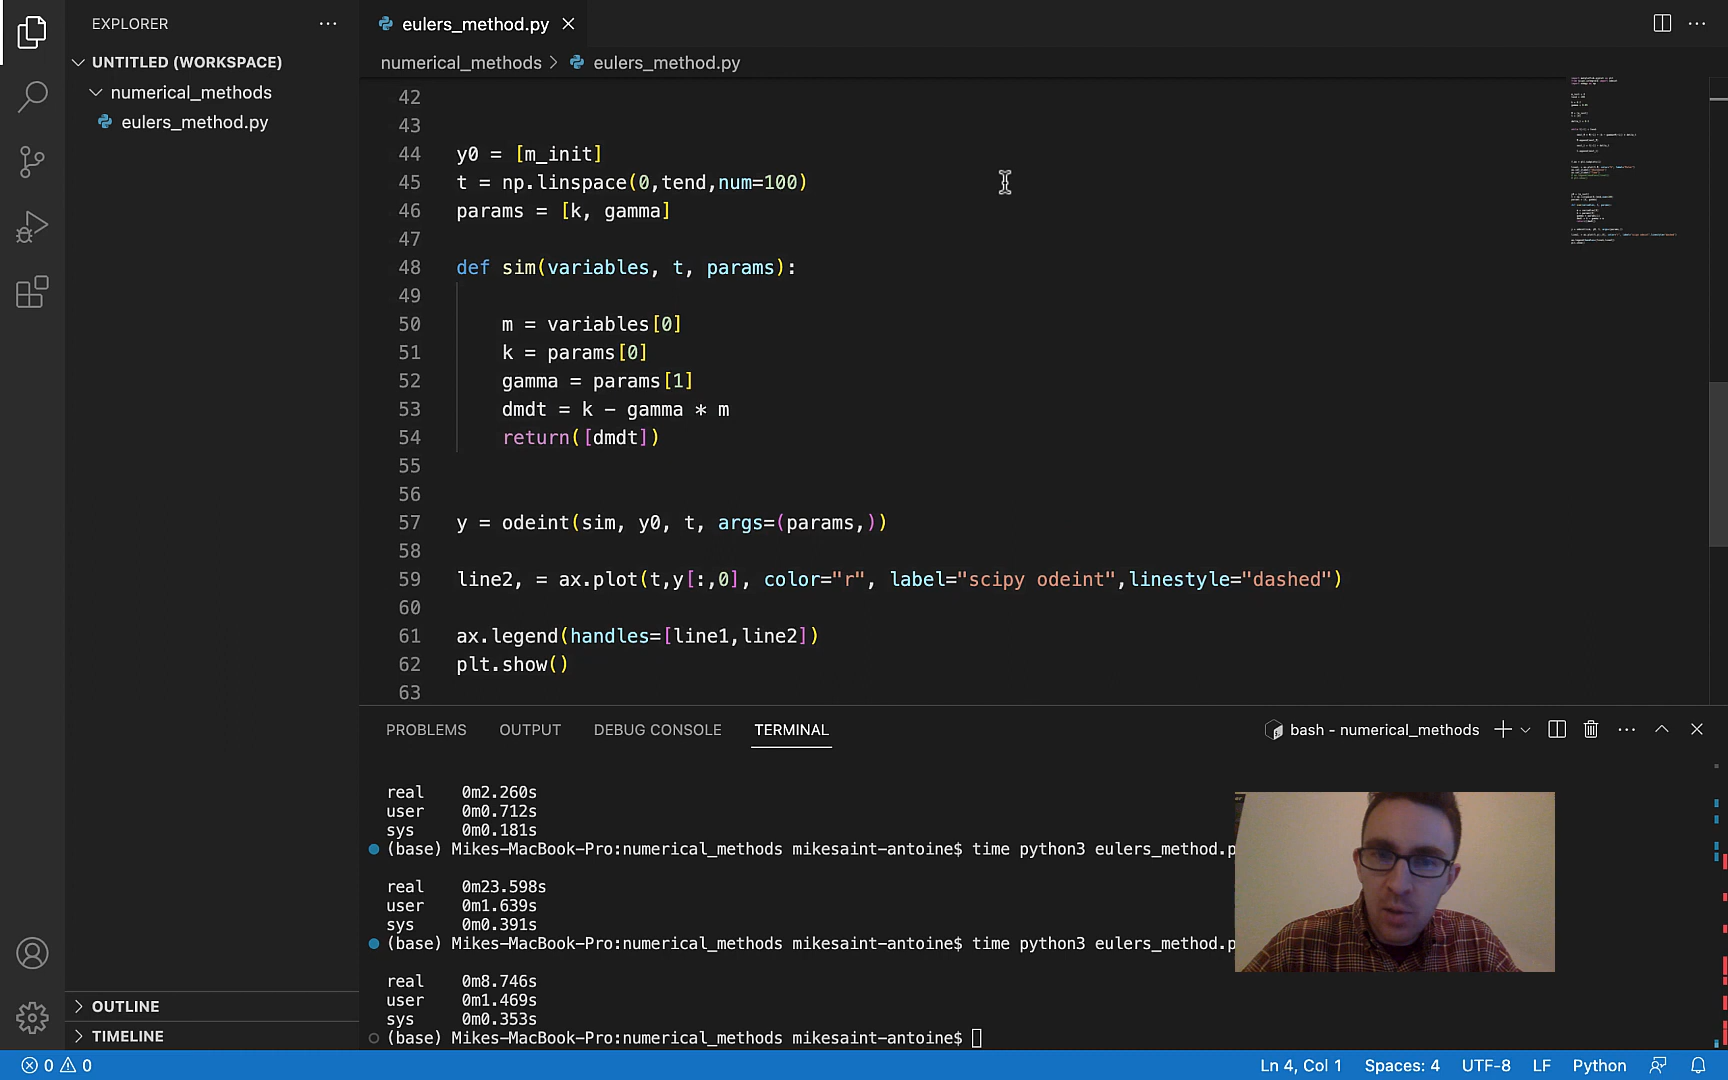 EXPLORER
UNTITLED (WORKSPACE)
numerical_methods
eulers_method.py
OUTLINE
TIMELINE
eulers_method.py
numerical_methods > eulers_method.py
42
43
44 y0 = [m_init]
45 t = np.linspace(0,tend,num=100)
46 params = [k, gamma]
47
48 def sim(variables, t, params):
49
50 m = variables[0]
51 k = params[0]
52 gamma = params[1]
53 dmdt = k - gamma * m
54 return([dmdt])
55
56
57 y = odeint(sim, y0, t, args=(params,))
58
59 line2, = ax.plot(t,y[:,0], color="r", label="scipy odeint",linestyle="dashed")
60
61 ax.legend(handles=[line1,line2])
62 plt.show()
63
PROBLEMS OUTPUT DEBUG CONSOLE TERMINAL
bash - numerical_methods
real 0m2.260s
user 0m0.712s
sys 0m0.181s
(base) Mikes-MacBook-Pro:numerical_methods mikesaint-antoine$ time python3 eulers_method.p
real 0m23.598s
user 0m1.639s
sys 0m0.391s
(base) Mikes-MacBook-Pro:numerical_methods mikesaint-antoine$ time python3 eulers_method.p
real 0m8.746s
user 0m1.469s
sys 0m0.353s
(base) Mikes-MacBook-Pro:numerical_methods mikesaint-antoine$
0 0
Ln 4, Col 1 Spaces: 4 UTF-8 LF Python